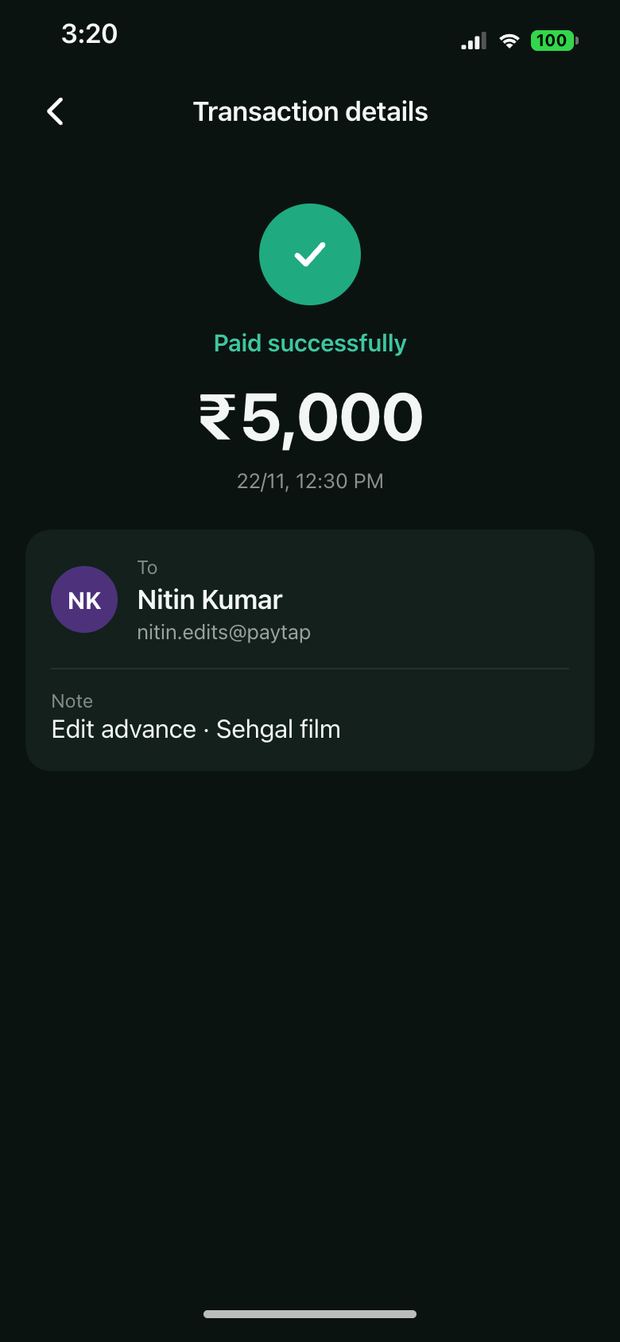 3:20
100
Transaction details
Paid successfully
₹5,000
22/11, 12:30 PM
NK
To
Nitin Kumar
nitin.edits@paytap
Note
Edit advance · Sehgal film